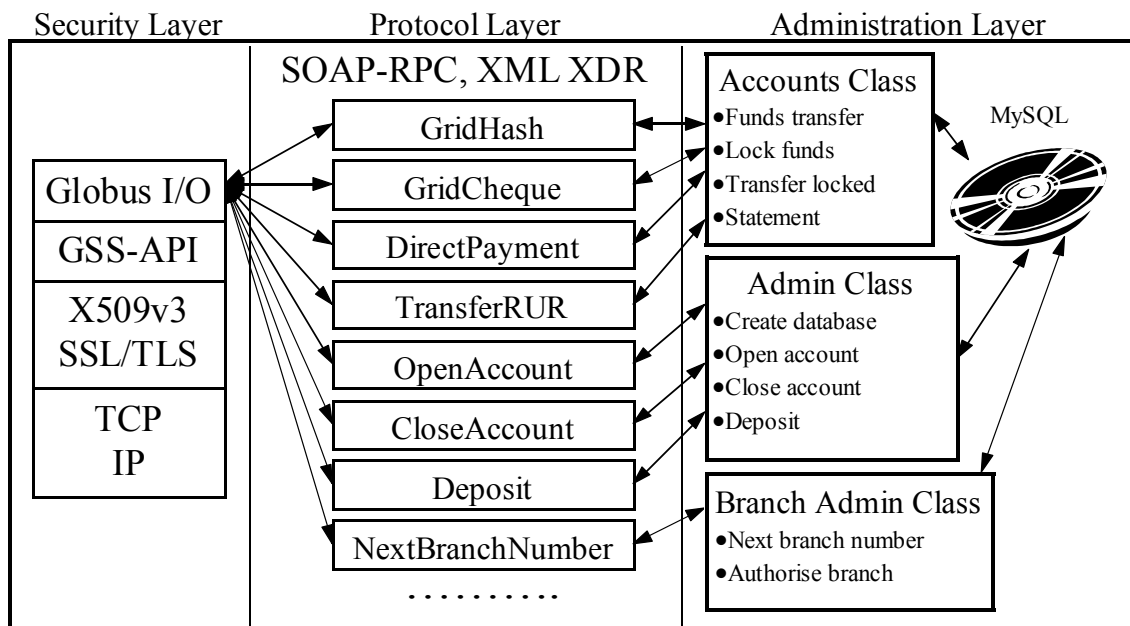 Security Layer
Protocol Layer
Administration Layer
Globus I/O
GSS-API
X509v3
SSL/TLS
TCP
IP
SOAP-RPC, XML XDR
GridHash
GridCheque
DirectPayment
TransferRUR
OpenAccount
CloseAccount
Deposit
NextBranchNumber
..........
Accounts Class
•Funds transfer
•Lock funds
•Transfer locked
•Statement
Admin Class
•Create database
•Open account
•Close account
•Deposit
Branch Admin Class
•Next branch number
•Authorise branch
MySQL